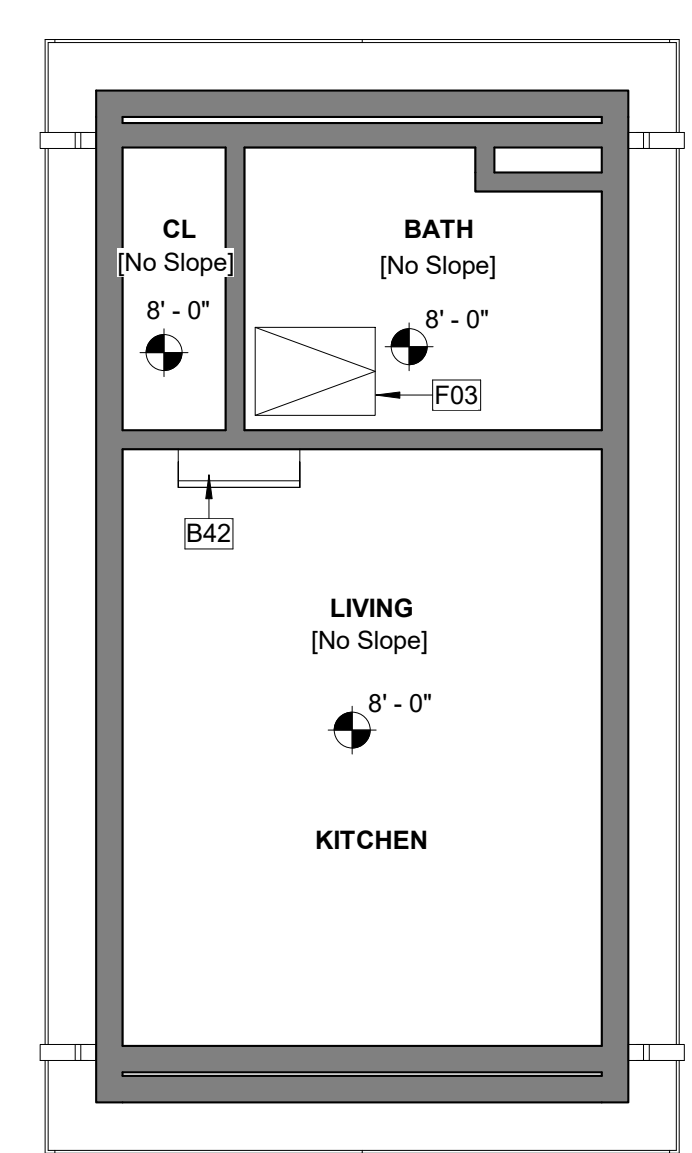 CL
[No Slope]
8' - 0"
BATH
[No Slope]
8' - 0"
F03
B42
LIVING
[No Slope]
8' - 0"
KITCHEN